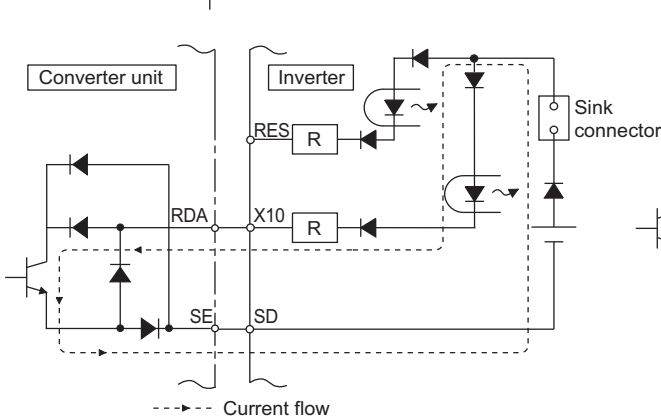 Converter unit
Inverter
Sink
connector
RES
R
RDA
X10
R
SE
SD
Current flow